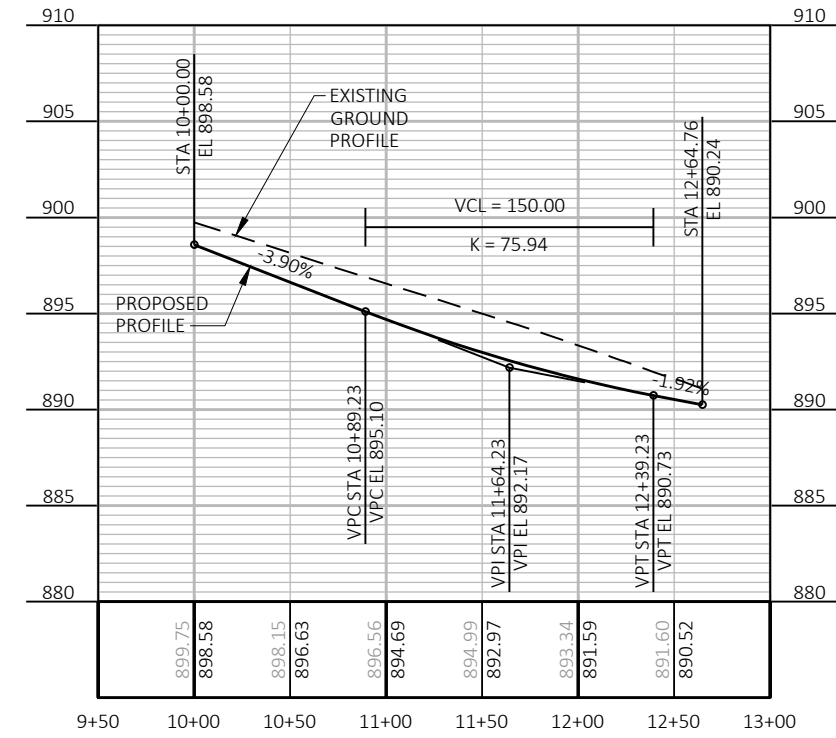 910
910
905
905
900
900
895
895
890
890
885
885
880
880
STA 10+00.00
EL 898.58
EXISTING
GROUND
PROFILE
VCL = 150.00
K = 75.94
STA 12+64.76
EL 890.24
-3.90%
PROPOSED
PROFILE
-1.92%
VPC STA 10+89.23
VPC EL 895.10
VPI STA 11+64.23
VPI EL 892.17
VPT STA 12+39.23
VPT EL 890.73
899.75
898.58
898.15
896.63
896.56
894.69
894.99
892.97
893.34
891.59
891.60
890.52
9+50
10+00
10+50
11+00
11+50
12+00
12+50
13+00